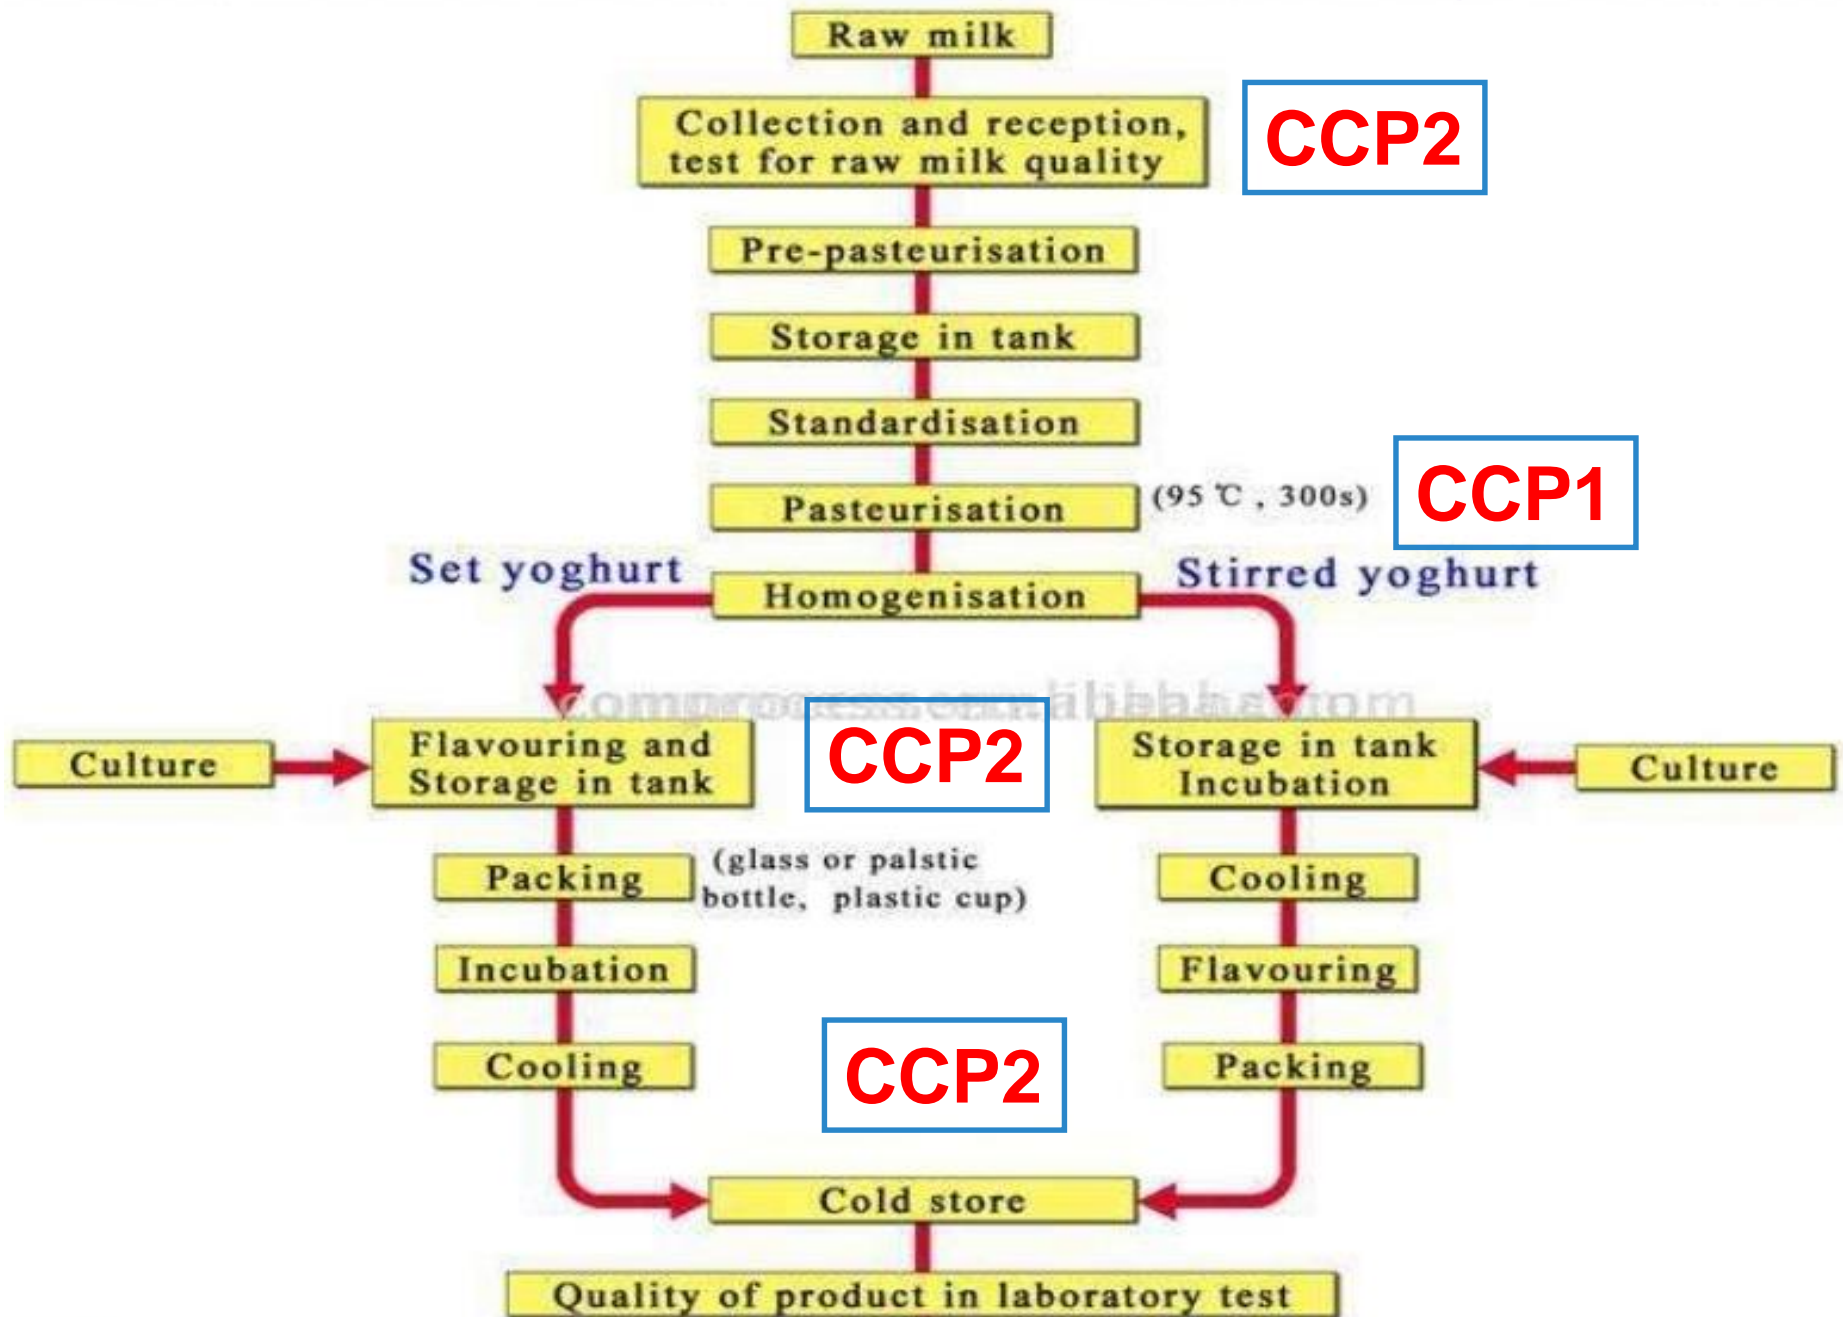 Raw milk
Collection and reception,
test for raw milk quality
CCP2
Pre-pasteurisation
Storage in tank
Standardisation
Pasteurisation
(95 ℃ , 300s)
CCP1
Set yoghurt
Stirred yoghurt
Homogenisation
Culture
Flavouring and
Storage in tank
CCP2
Storage in tank
Incubation
Culture
Packing
(glass or palstic
bottle, plastic cup)
Cooling
Incubation
Flavouring
Cooling
CCP2
Packing
Cold store
Quality of product in laboratory test